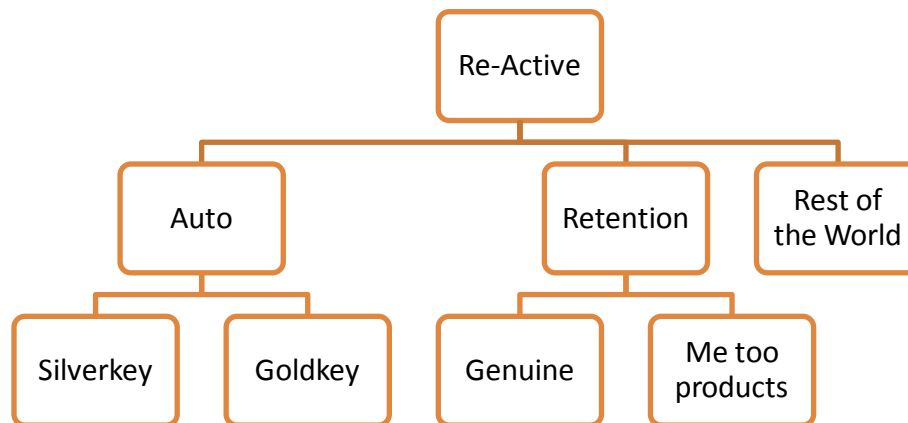 Re-Active
Auto
Retention
Rest of
the World
Silverkey
Goldkey
Genuine
Me too
products